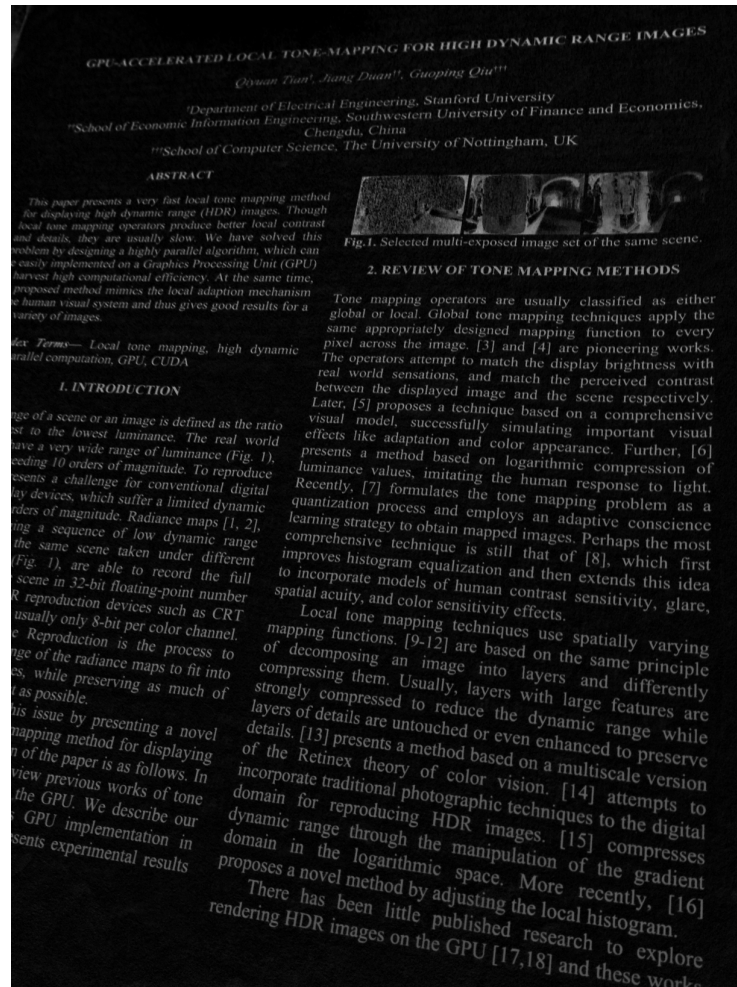 GPU-ACCELERATED LOCAL TONE-MAPPING FOR HIGH DYNAMIC RANGE IMAGES
Qiyuan Tian†, Jiang Duan††, Guoping Qiu†††
†Department of Electrical Engineering, Stanford University
††School of Economic Information Engineering, Southwestern University of Finance and Economics,
Chengdu, China
†††School of Computer Science, The University of Nottingham, UK
ABSTRACT
This paper presents a very fast local tone mapping method
for displaying high dynamic range (HDR) images. Though
local tone mapping operators produce better local contrast
and details, they are usually slow. We have solved this
problem by designing a highly parallel algorithm, which can
easily implemented on a Graphics Processing Unit (GPU)
harvest high computational efficiency. At the same time,
proposed method mimics the local adaption mechanism
human visual system and thus gives good results for a
variety of images.
Terms— Local tone mapping, high dynamic
parallel computation, GPU, CUDA
1. INTRODUCTION
of a scene or an image is defined as the ratio
to the lowest luminance. The real world
have a very wide range of luminance (Fig. 1),
10 orders of magnitude. To reproduce
a challenge for conventional digital
devices, which suffer a limited dynamic
orders of magnitude. Radiance maps [1, 2],
a sequence of low dynamic range
the same scene taken under different
(Fig. 1), are able to record the full
scene in 32-bit floating-point number
reproduction devices such as CRT
usually only 8-bit per color channel.
Reproduction is the process to
of the radiance maps to fit into
while preserving as much of
as possible.
this issue by presenting a novel
mapping method for displaying
of the paper is as follows. In
previous works of tone
the GPU. We describe our
GPU implementation in
experimental results
Fig.1. Selected multi-exposed image set of the same scene.
2. REVIEW OF TONE MAPPING METHODS
Tone mapping operators are usually classified as either
global or local. Global tone mapping techniques apply the
same appropriately designed mapping function to every
pixel across the image. [3] and [4] are pioneering works.
The operators attempt to match the display brightness with
real world sensations, and match the perceived contrast
between the displayed image and the scene respectively.
Later, [5] proposes a technique based on a comprehensive
visual model, successfully simulating important visual
effects like adaptation and color appearance. Further, [6]
presents a method based on logarithmic compression of
luminance values, imitating the human response to light.
Recently, [7] formulates the tone mapping problem as a
quantization process and employs an adaptive conscience
learning strategy to obtain mapped images. Perhaps the most
comprehensive technique is still that of [8], which first
improves histogram equalization and then extends this idea
to incorporate models of human contrast sensitivity, glare,
spatial acuity, and color sensitivity effects.
Local tone mapping techniques use spatially varying
mapping functions. [9-12] are based on the same principle
of decomposing an image into layers and differently
compressing them. Usually, layers with large features are
strongly compressed to reduce the dynamic range while
layers of details are untouched or even enhanced to preserve
details. [13] presents a method based on a multiscale version
of the Retinex theory of color vision. [14] attempts to
incorporate traditional photographic techniques to the digital
domain for reproducing HDR images. [15] compresses
dynamic range through the manipulation of the gradient
domain in the logarithmic space. More recently, [16]
proposes a novel method by adjusting the local histogram.
There has been little published research to explore
rendering HDR images on the GPU [17,18] and these works